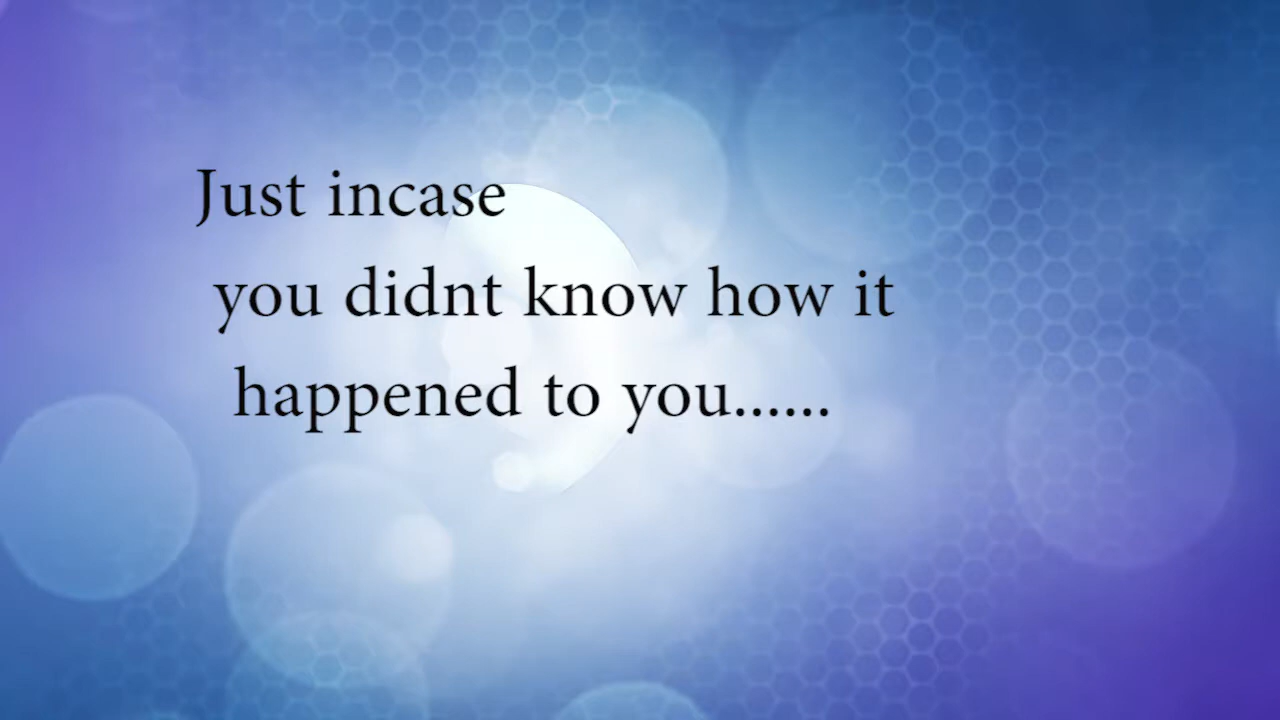 Just incase
you didnt know how it
happened to you......